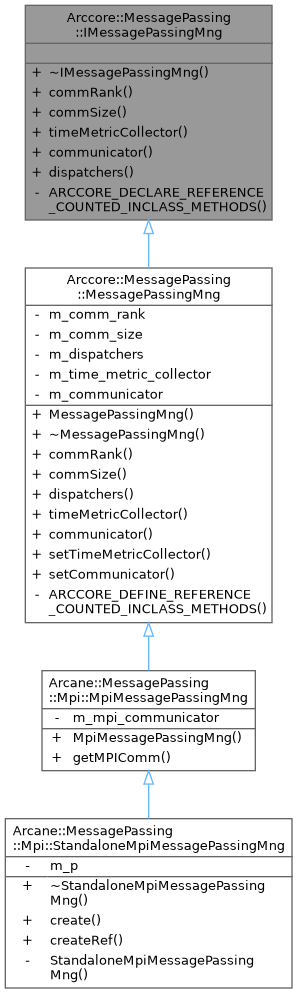 Arccore::MessagePassing
::IMessagePassingMng
+ ~IMessagePassingMng()
+ commRank()
+ commSize()
+ timeMetricCollector()
+ communicator()
+ dispatchers()
- ARCCORE_DECLARE_REFERENCE
_COUNTED_INCLASS_METHODS()
Arccore::MessagePassing
::MessagePassingMng
- m_comm_rank
- m_comm_size
- m_dispatchers
- m_time_metric_collector
- m_communicator
+ MessagePassingMng()
+ ~MessagePassingMng()
+ commRank()
+ commSize()
+ dispatchers()
+ timeMetricCollector()
+ communicator()
+ setTimeMetricCollector()
+ setCommunicator()
- ARCCORE_DEFINE_REFERENCE
_COUNTED_INCLASS_METHODS()
Arcane::MessagePassing
::Mpi::MpiMessagePassingMng
- m_mpi_communicator
+ MpiMessagePassingMng()
+ getMPIComm()
Arcane::MessagePassing
::Mpi::StandaloneMpiMessagePassingMng
- m_p
+ ~StandaloneMpiMessagePassing
Mng()
+ create()
+ createRef()
- StandaloneMpiMessagePassing
Mng()